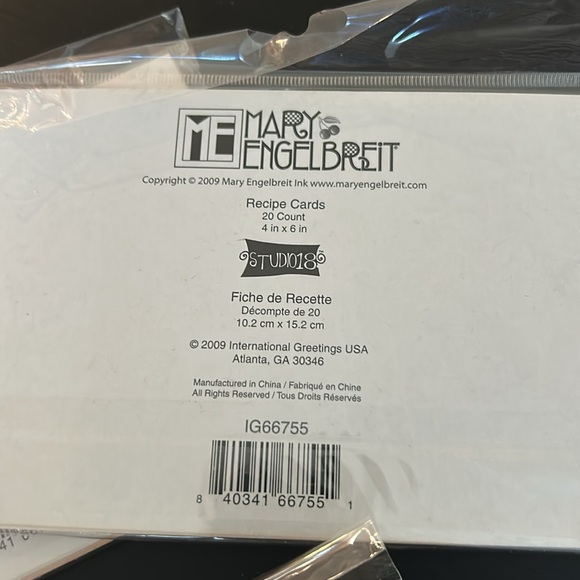 ME MARY
ENGELBREIT
Copyright © 2009 Mary Engelbreit Ink www.maryengelbreit.com
Recipe Cards
20 Count
4 in x 6 in
STUDIO18
Fiche de Recette
Décompte de 20
10.2 cm x 15.2 cm
© 2009 International Greetings USA
Atlanta, GA 30346
Manufactured in China / Fabriqué en Chine
All Rights Reserved / Tous Droits Réservés
IG66755
8 40341 66755 1
41 66